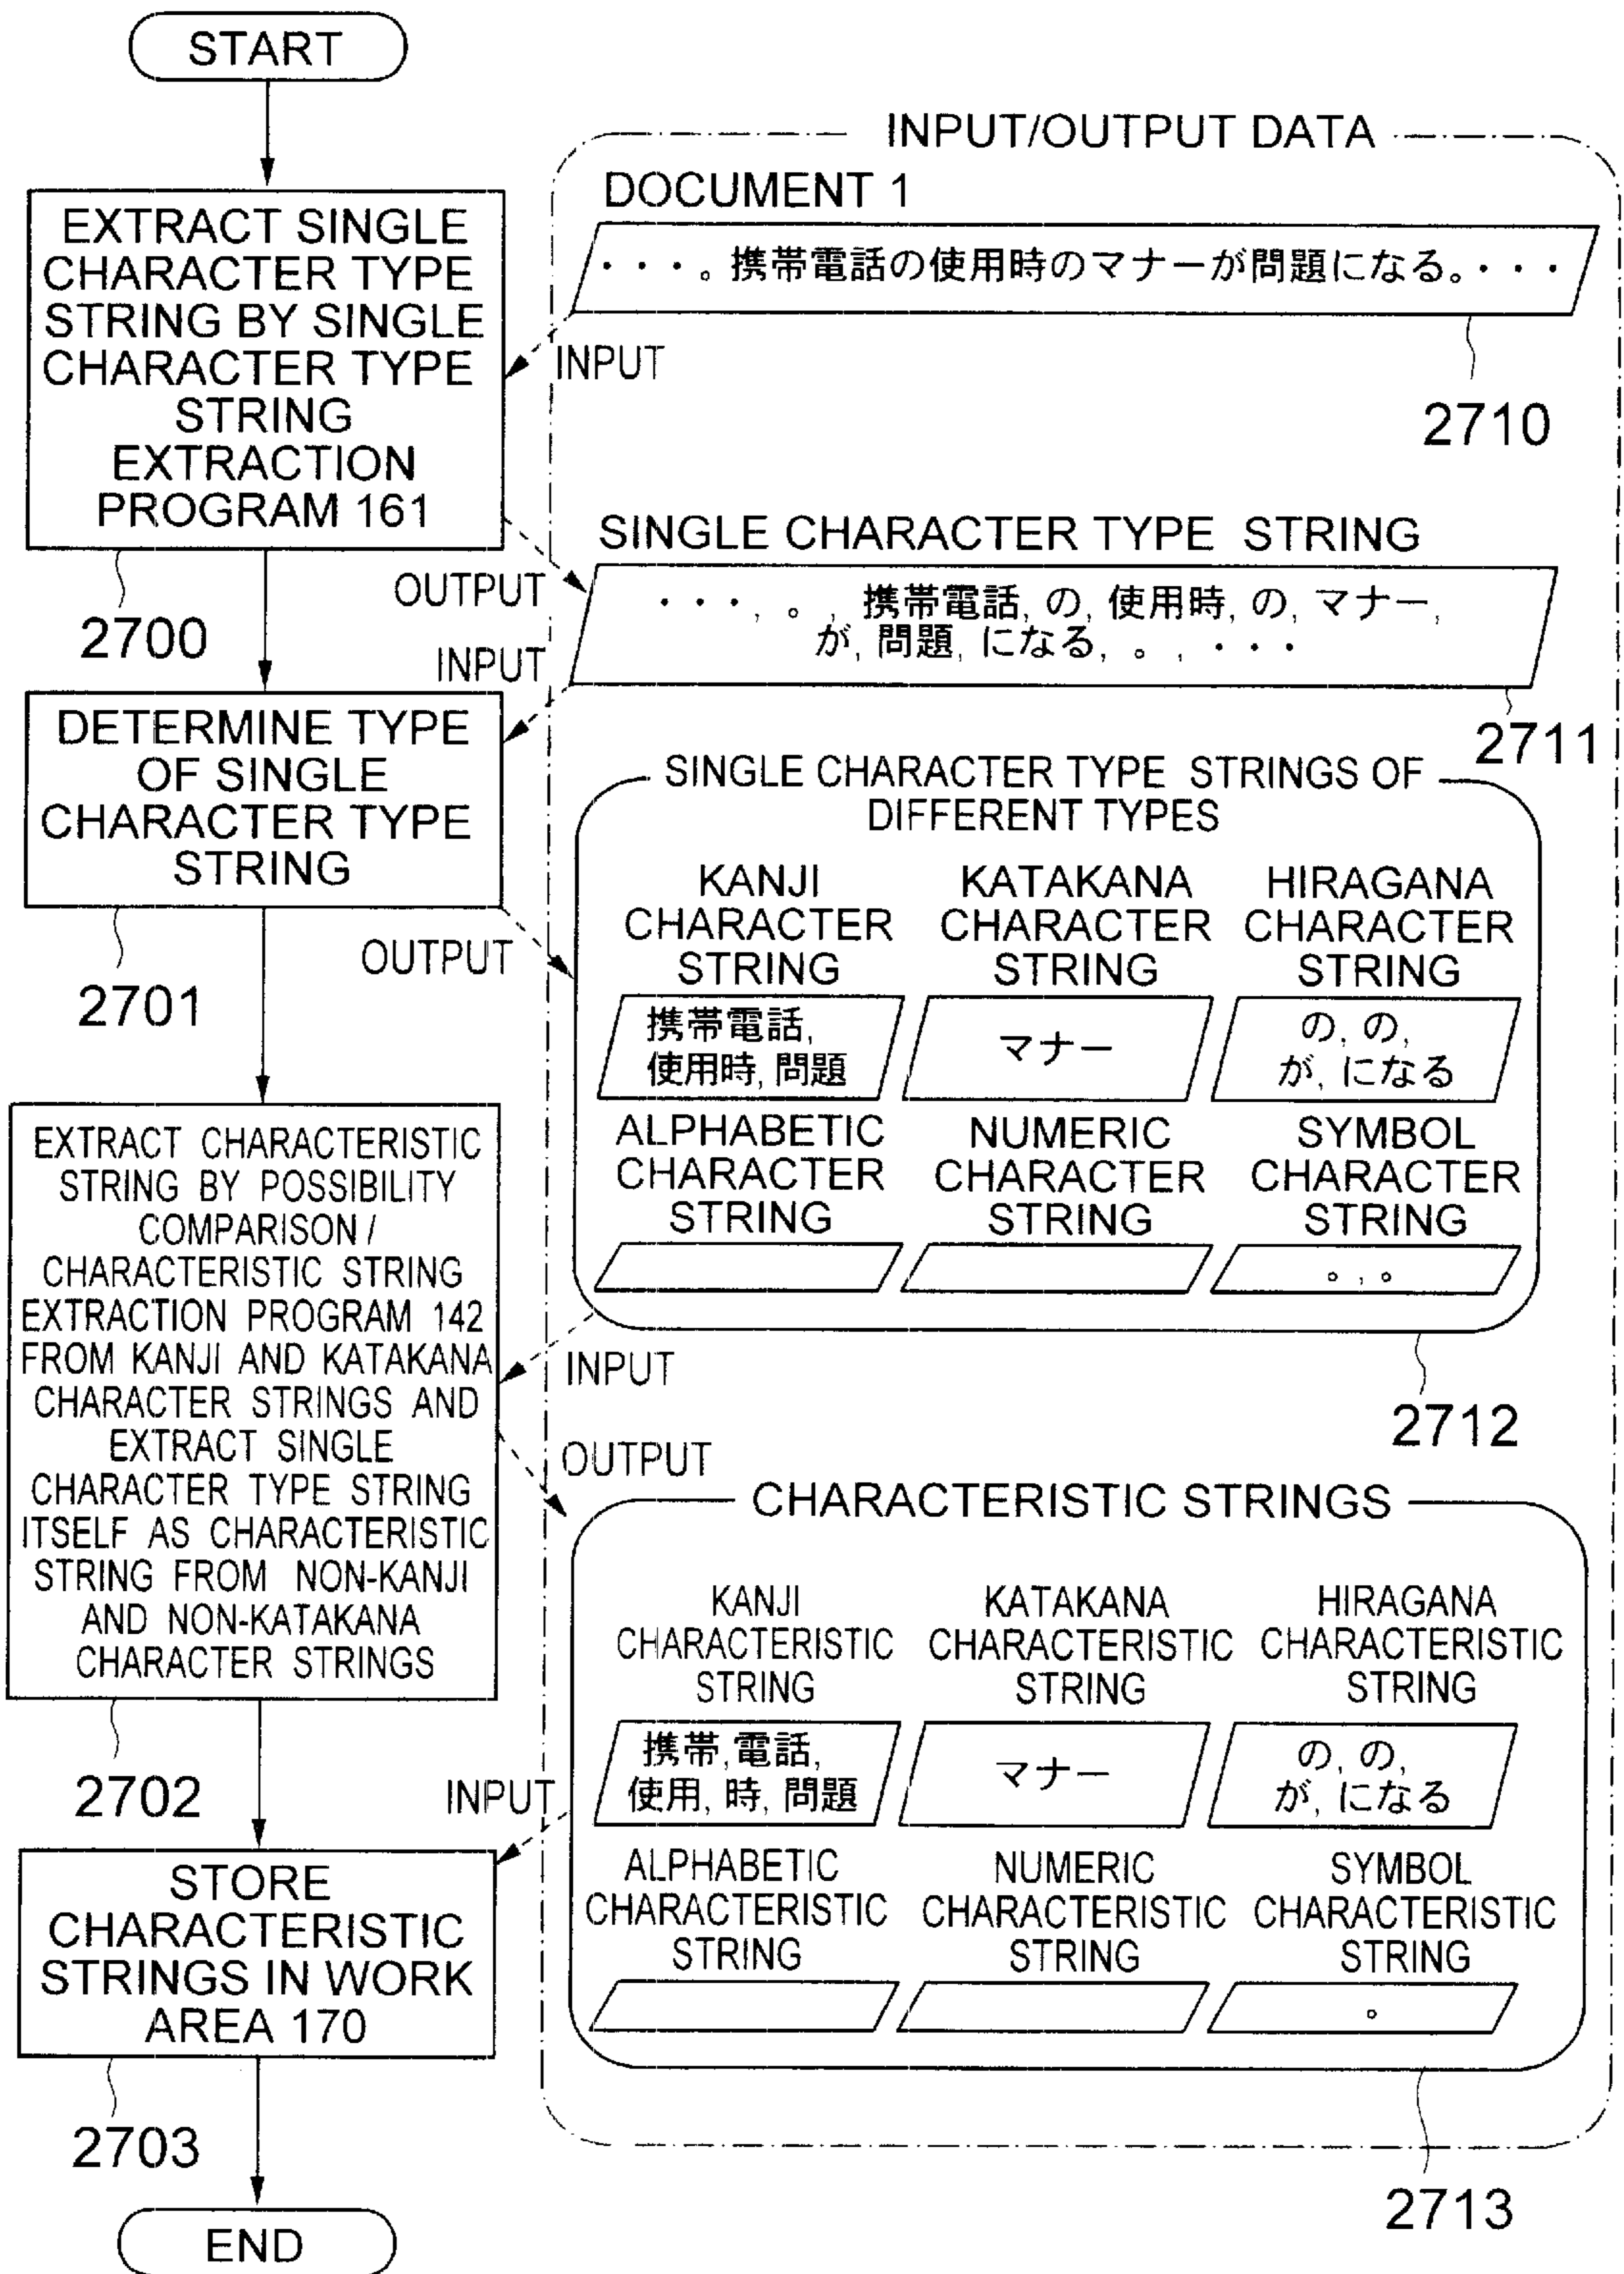 START
EXTRACT SINGLE
CHARACTER TYPE
STRING BY SINGLE
CHARACTER TYPE
STRING
EXTRACTION
PROGRAM 161
2700
DETERMINE TYPE
OF SINGLE
CHARACTER TYPE
STRING
2701
EXTRACT CHARACTERISTIC
STRING BY POSSIBILITY
COMPARISON /
CHARACTERISTIC STRING
EXTRACTION PROGRAM 142
FROM KANJI AND KATAKANA
CHARACTER STRINGS AND
EXTRACT SINGLE
CHARACTER TYPE STRING
ITSELF AS CHARACTERISTIC
STRING FROM NON-KANJI
AND NON-KATAKANA
CHARACTER STRINGS
2702
STORE
CHARACTERISTIC
STRINGS IN WORK
AREA 170
2703
END
INPUT/OUTPUT DATA
DOCUMENT 1
・・・。携帯電話の使用時のマナーが問題になる。・・・
INPUT
2710
SINGLE CHARACTER TYPE STRING
OUTPUT
・・・, 。, 携帯電話, の, 使用時, の, マナー,
が, 問題, になる, 。, ・・・
INPUT
2711
SINGLE CHARACTER TYPE STRINGS OF
DIFFERENT TYPES
OUTPUT
KANJI
CHARACTER
STRING
携帯電話,
使用時, 問題
KATAKANA
CHARACTER
STRING
マナー
HIRAGANA
CHARACTER
STRING
の, の,
が, になる
ALPHABETIC
CHARACTER
STRING
NUMERIC
CHARACTER
STRING
SYMBOL
CHARACTER
STRING
。, 。
INPUT
2712
OUTPUT
CHARACTERISTIC STRINGS
KANJI
CHARACTERISTIC
STRING
携帯, 電話,
使用, 時, 問題
KATAKANA
CHARACTERISTIC
STRING
マナー
HIRAGANA
CHARACTERISTIC
STRING
の, の,
が, になる
INPUT
ALPHABETIC
CHARACTERISTIC
STRING
NUMERIC
CHARACTERISTIC
STRING
SYMBOL
CHARACTERISTIC
STRING
。
2713